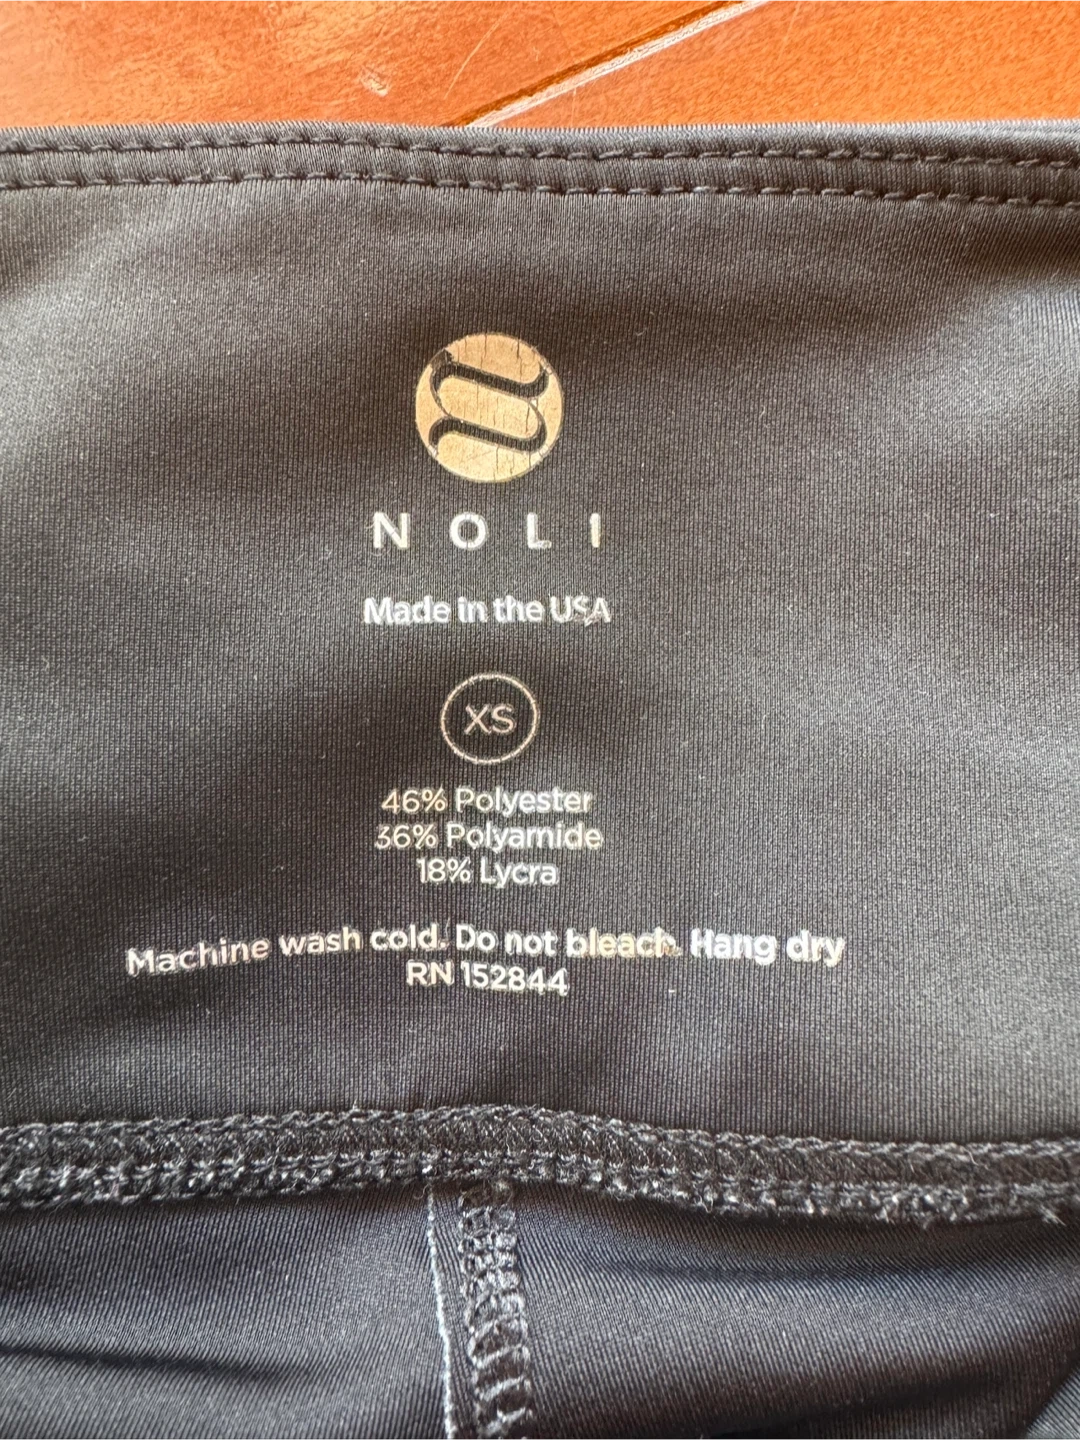 NOLI
Made in the USA
XS
46% Polyester
36% Polyamide
18% Lycra
Machine wash cold. Do not bleach. Hang dry
RN 152844